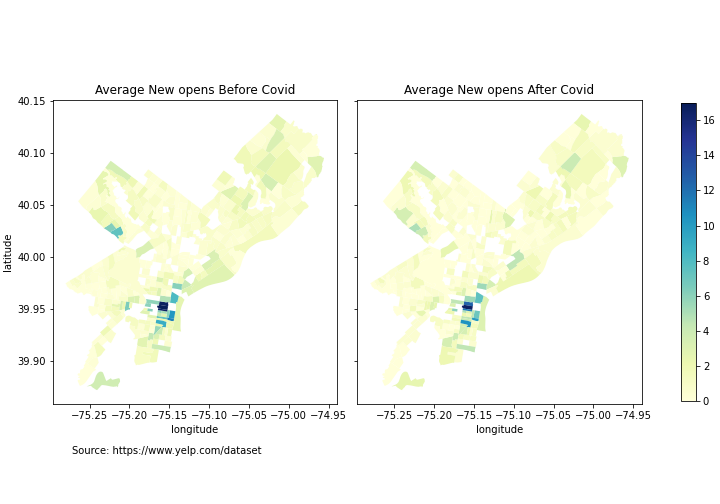 Average New opens Before Covid
Average New opens After Covid
40.15
40.10
40.05
40.00
39.95
39.90
latitude
−75.25 −75.20 −75.15 −75.10 −75.05 −75.00 −74.95
longitude
−75.25 −75.20 −75.15 −75.10 −75.05 −75.00 −74.95
longitude
16
14
12
10
8
6
4
2
0
Source: https://www.yelp.com/dataset